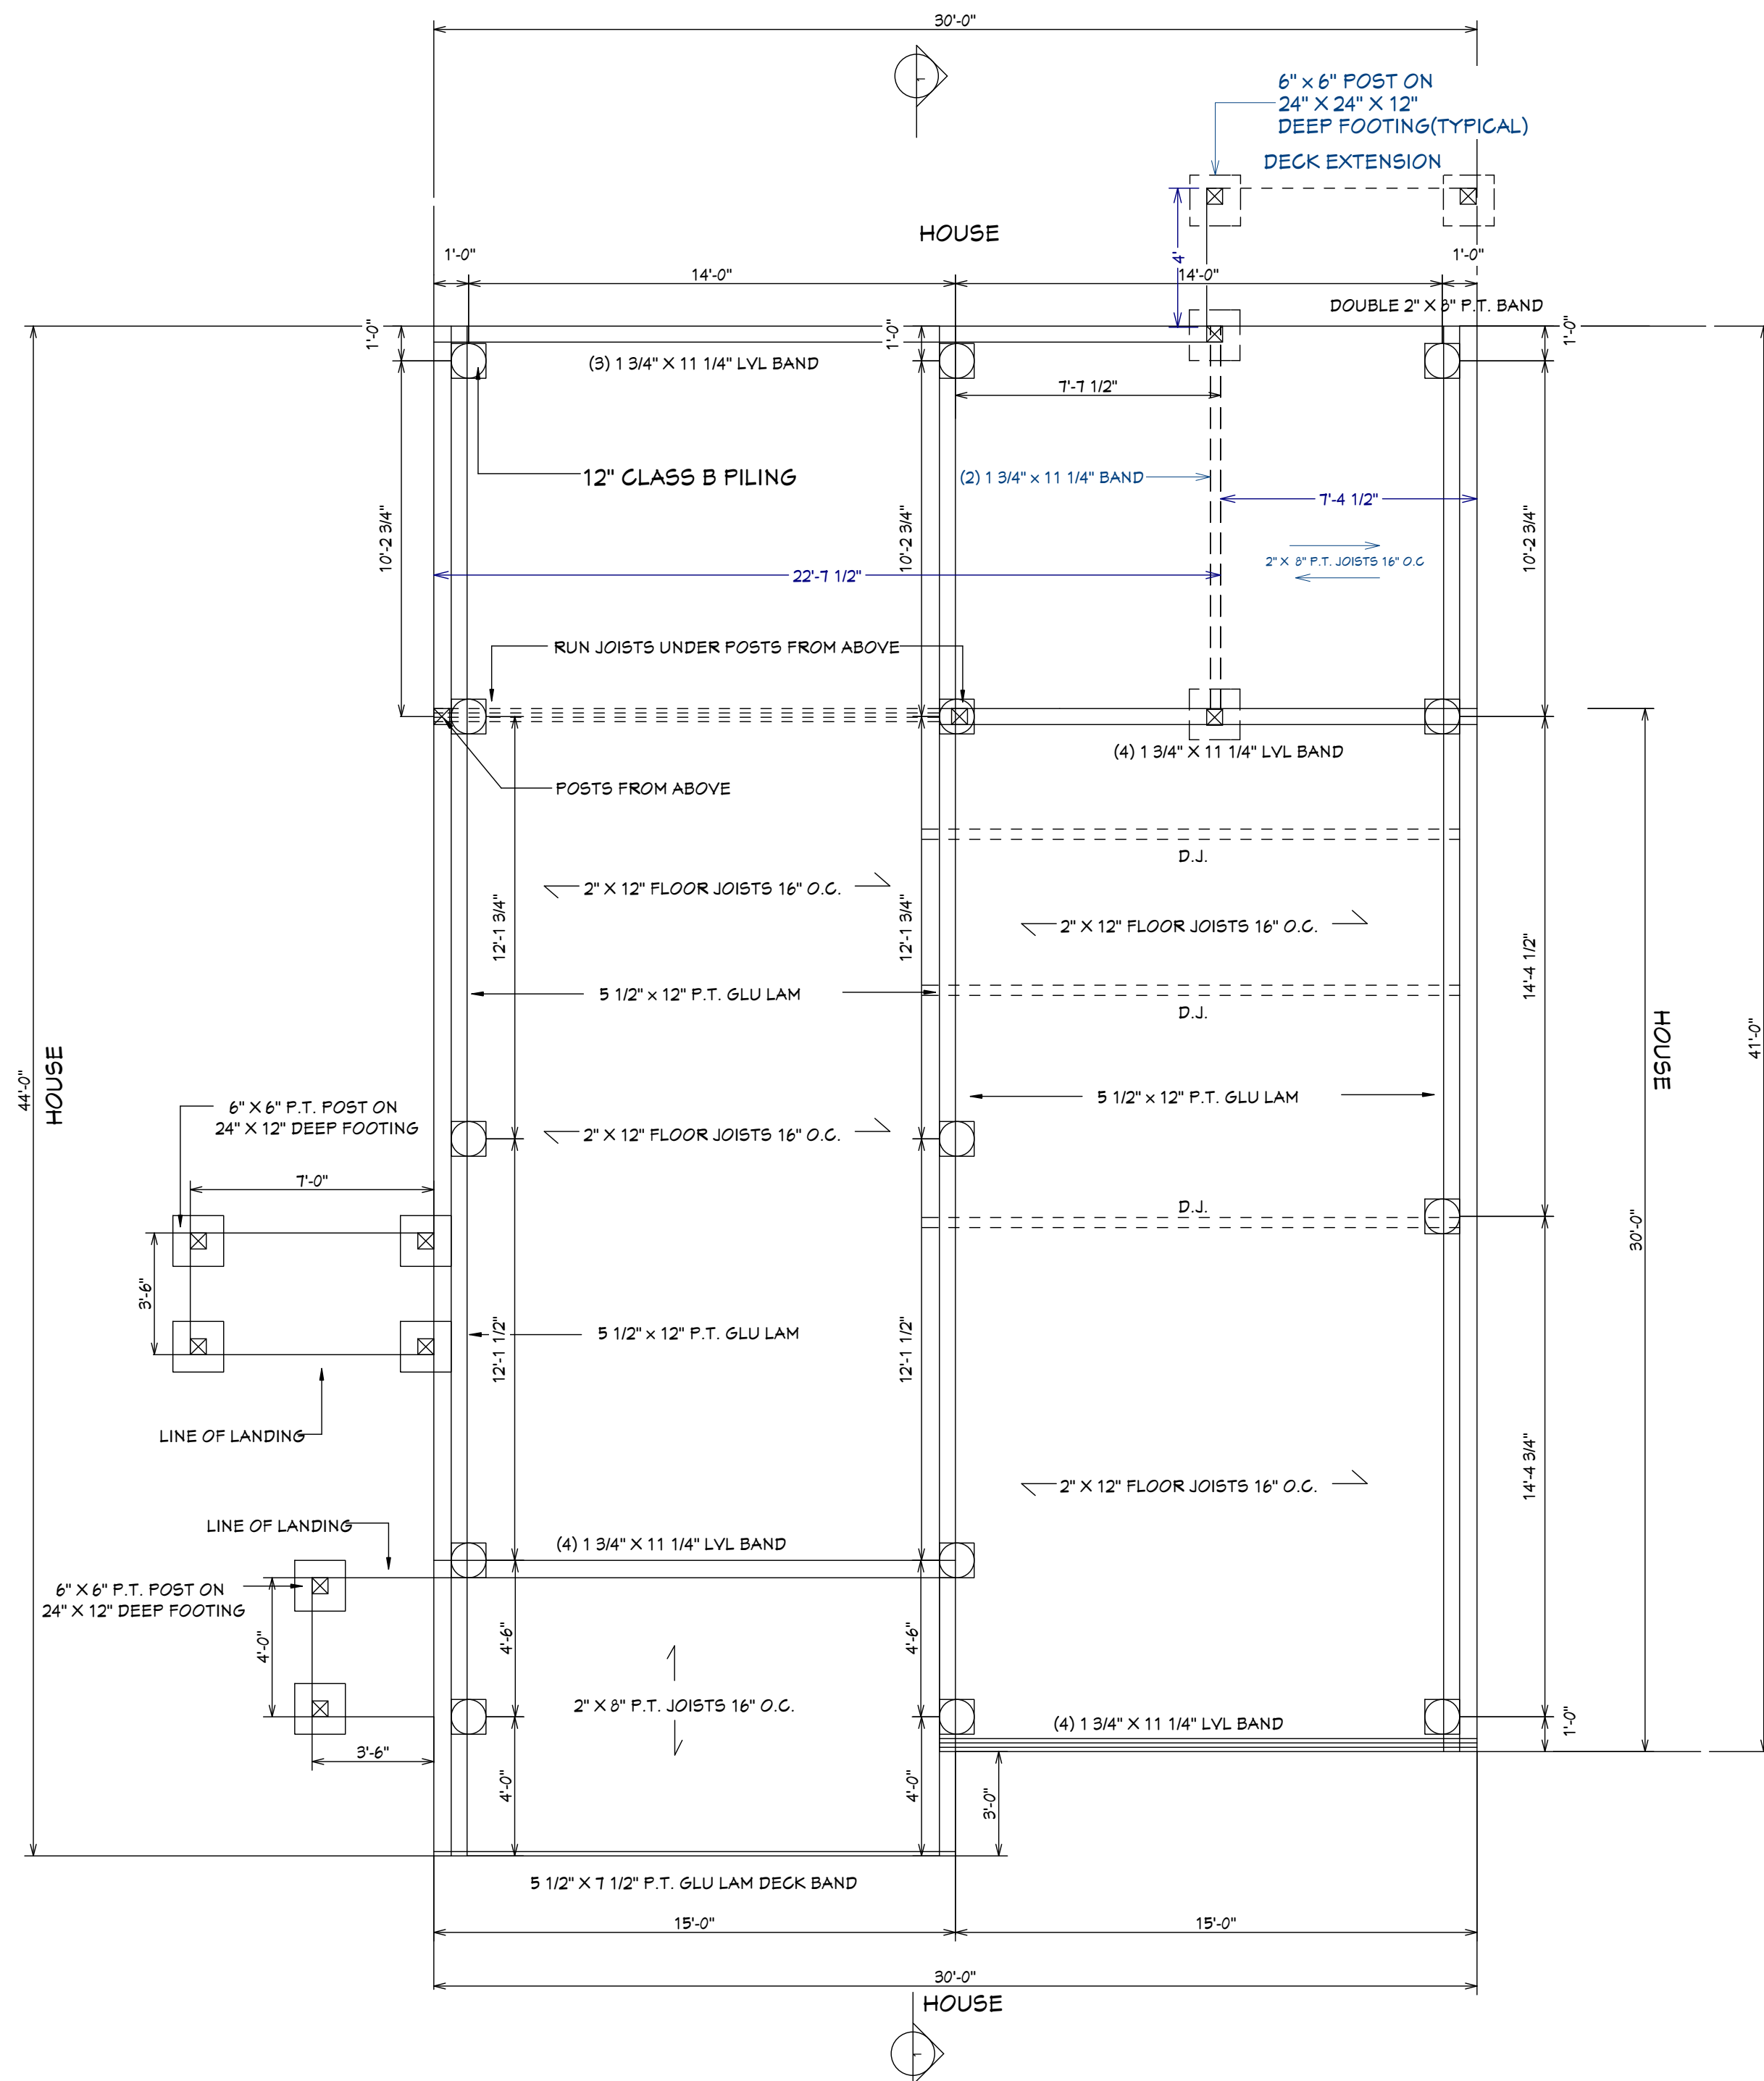 30'-0"
1
6" x 6" POST ON
24" X 24" X 12"
DEEP FOOTING(TYPICAL)
DECK EXTENSION
HOUSE
1'-0"
14'-0"
4'
14'-0"
1'-0"
DOUBLE 2" X 8" P.T. BAND
1'-0"
1'-0"
1'-0"
(3) 1 3/4" X 11 1/4" LVL BAND
7'-7 1/2"
12" CLASS B PILING
(2) 1 3/4" x 11 1/4" BAND
7'-4 1/2"
10'-2 3/4"
10'-2 3/4"
10'-2 3/4"
2" X 8" P.T. JOISTS 16" O.C
22'-7 1/2"
RUN JOISTS UNDER POSTS FROM ABOVE
(4) 1 3/4" X 11 1/4" LVL BAND
POSTS FROM ABOVE
D.J.
2" X 12" FLOOR JOISTS 16" O.C.
12'-1 3/4"
12'-1 3/4"
2" X 12" FLOOR JOISTS 16" O.C.
14'-4 1/2"
5 1/2" x 12" P.T. GLU LAM
D.J.
HOUSE
41'-0"
44'-0"
HOUSE
5 1/2" x 12" P.T. GLU LAM
6" X 6" P.T. POST ON
24" X 12" DEEP FOOTING
2" X 12" FLOOR JOISTS 16" O.C.
7'-0"
D.J.
30'-0"
3'-6"
5 1/2" x 12" P.T. GLU LAM
12'-1 1/2"
12'-1 1/2"
LINE OF LANDING
14'-4 3/4"
2" X 12" FLOOR JOISTS 16" O.C.
LINE OF LANDING
(4) 1 3/4" X 11 1/4" LVL BAND
6" X 6" P.T. POST ON
24" X 12" DEEP FOOTING
4'-0"
4'-6"
4'-6"
2" X 8" P.T. JOISTS 16" O.C.
(4) 1 3/4" X 11 1/4" LVL BAND
1'-0"
3'-6"
4'-0"
4'-0"
3'-0"
5 1/2" X 7 1/2" P.T. GLU LAM DECK BAND
15'-0"
15'-0"
30'-0"
HOUSE
1